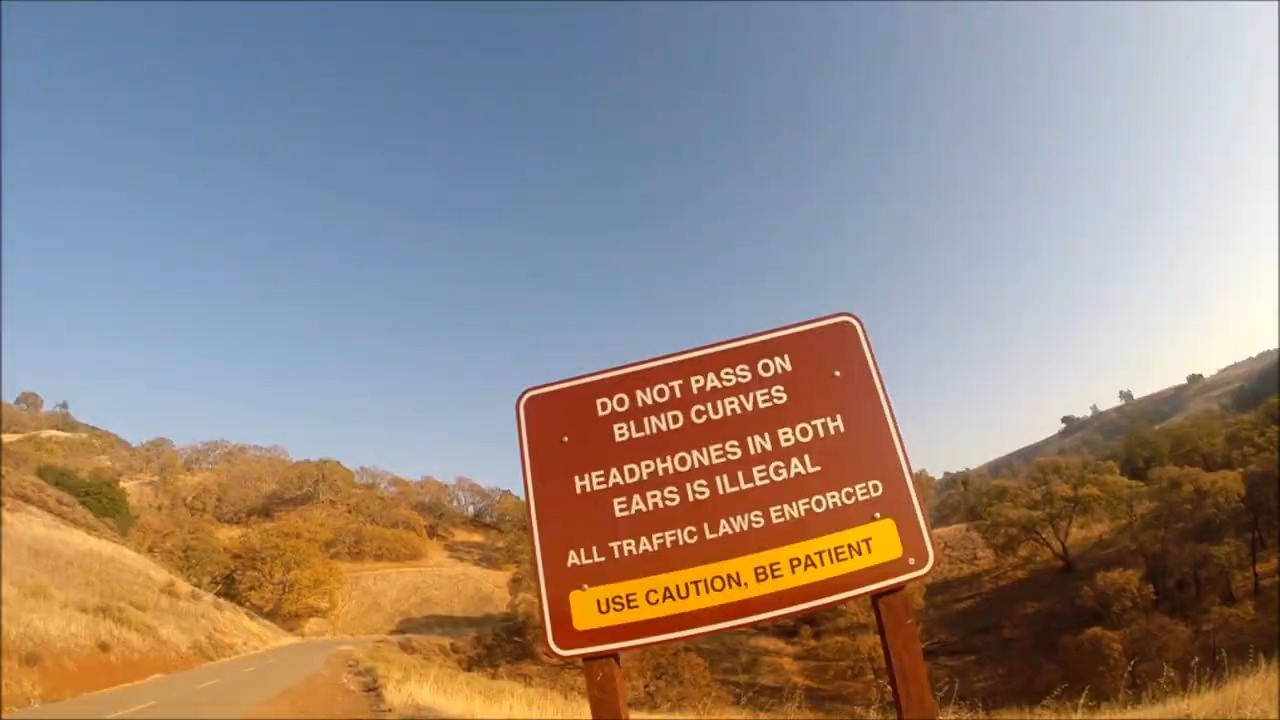 DO NOT PASS ON
BLIND CURVES
HEADPHONES IN BOTH
EARS IS ILLEGAL
ALL TRAFFIC LAWS ENFORCED
USE CAUTION, BE PATIENT